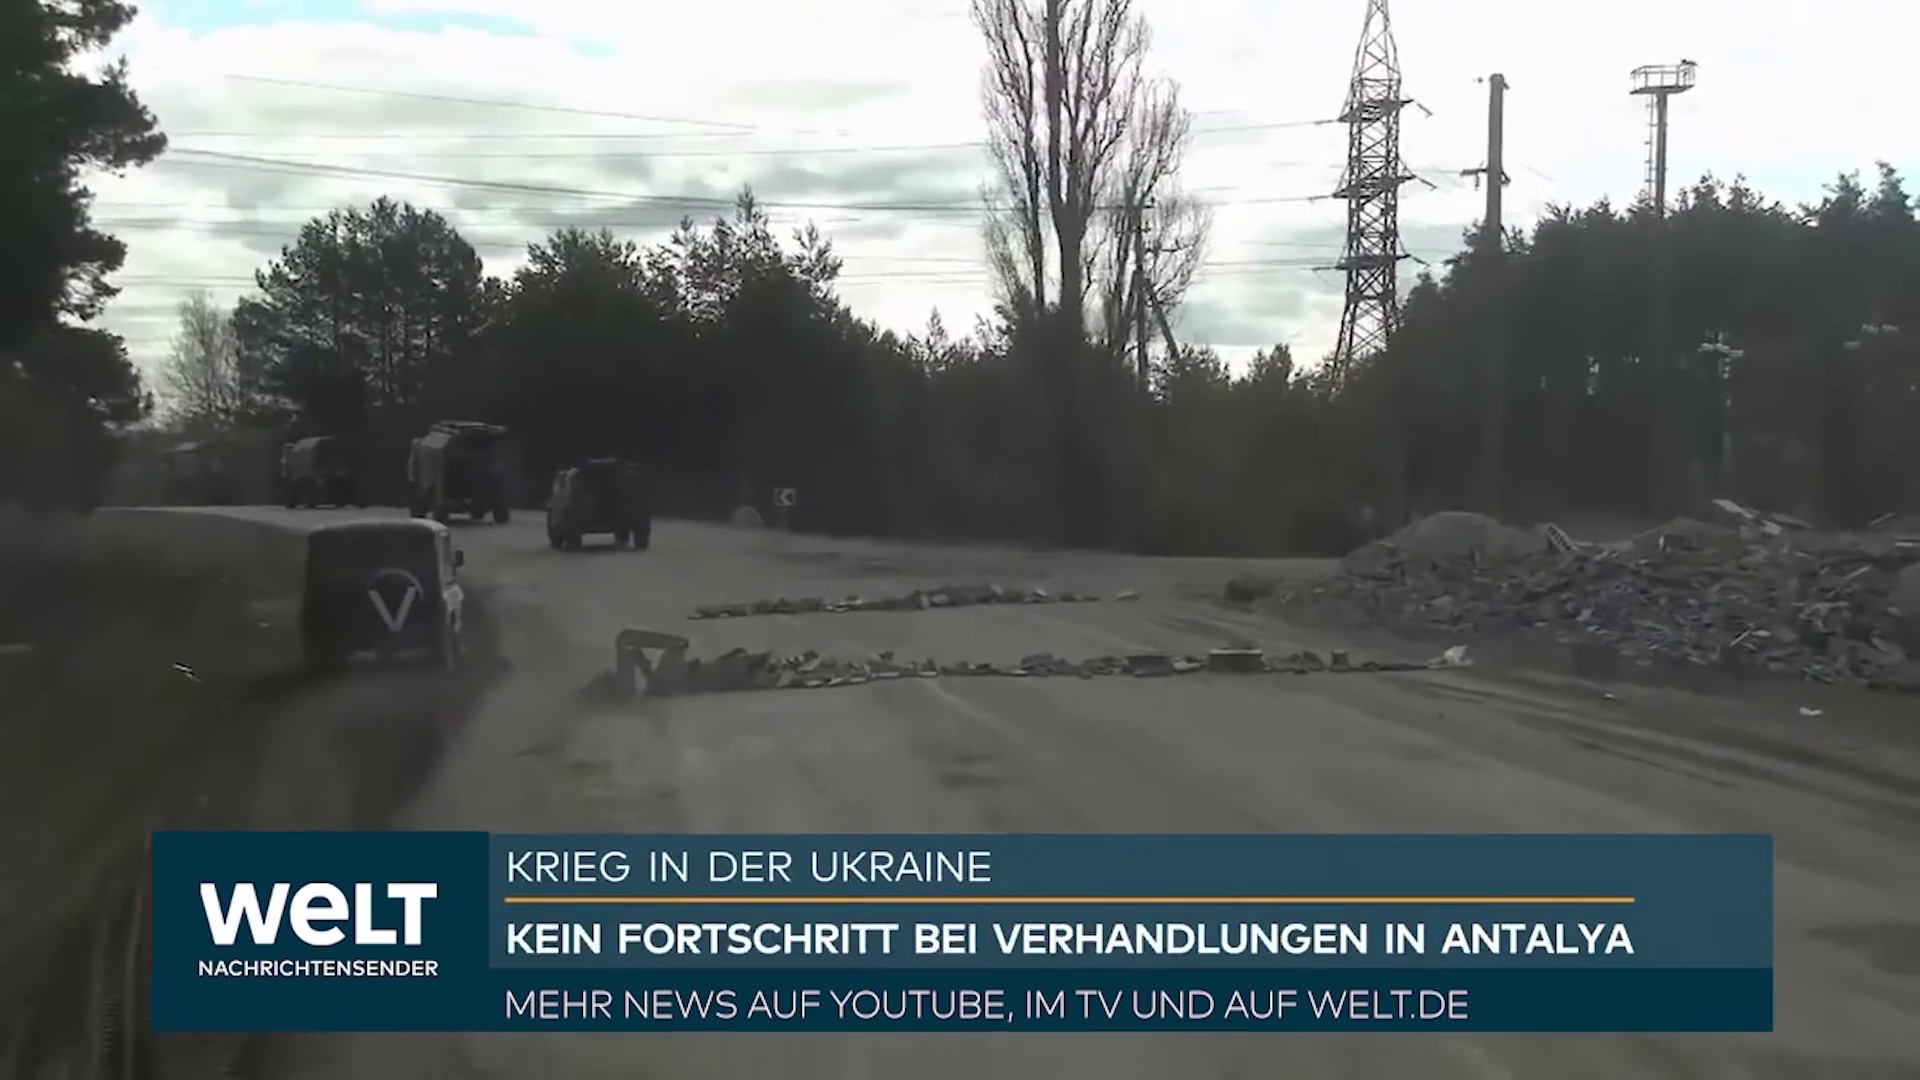 V
KRIEG IN DER UKRAINE
KEIN FORTSCHRITT BEI VERHANDLUNGEN IN ANTALYA
MEHR NEWS AUF YOUTUBE, IM TV UND AUF WELT.DE
WELT
NACHRICHTENSENDER